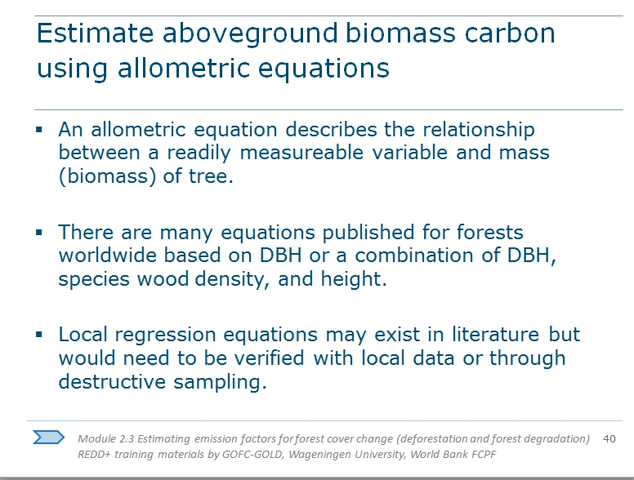 Estimate aboveground biomass carbon
using allometric equations
▪ An allometric equation describes the relationship
between a readily measureable variable and mass
(biomass) of tree.
▪ There are many equations published for forests
worldwide based on DBH or a combination of DBH,
species wood density, and height.
▪ Local regression equations may exist in literature but
would need to be verified with local data or through
destructive sampling.
Module 2.3 Estimating emission factors for forest cover change (deforestation and forest degradation) 40
REDD+ training materials by GOFC-GOLD, Wageningen University, World Bank FCPF